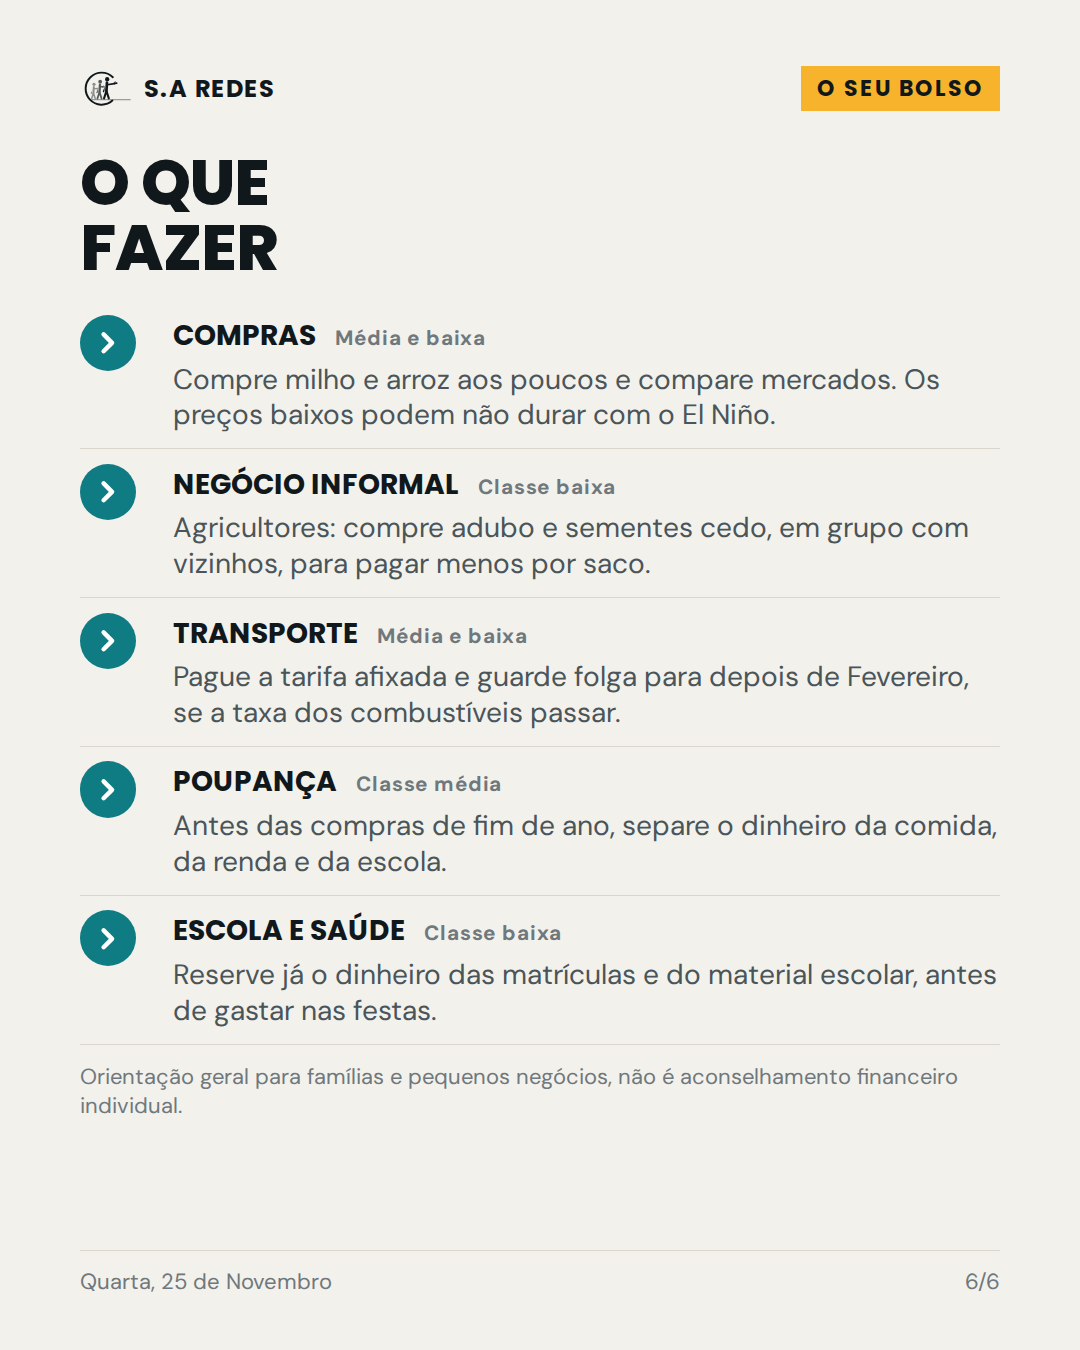 S.A REDES
O SEU BOLSO
O QUE
FAZER
COMPRAS Média e baixa
Compre milho e arroz aos poucos e compare mercados. Os
preços baixos podem não durar com o El Niño.
NEGÓCIO INFORMAL Classe baixa
Agricultores: compre adubo e sementes cedo, em grupo com
vizinhos, para pagar menos por saco.
TRANSPORTE Média e baixa
Pague a tarifa afixada e guarde folga para depois de Fevereiro,
se a taxa dos combustíveis passar.
POUPANÇA Classe média
Antes das compras de fim de ano, separe o dinheiro da comida,
da renda e da escola.
ESCOLA E SAÚDE Classe baixa
Reserve já o dinheiro das matrículas e do material escolar, antes
de gastar nas festas.
Orientação geral para famílias e pequenos negócios, não é aconselhamento financeiro
individual.
Quarta, 25 de Novembro
6/6